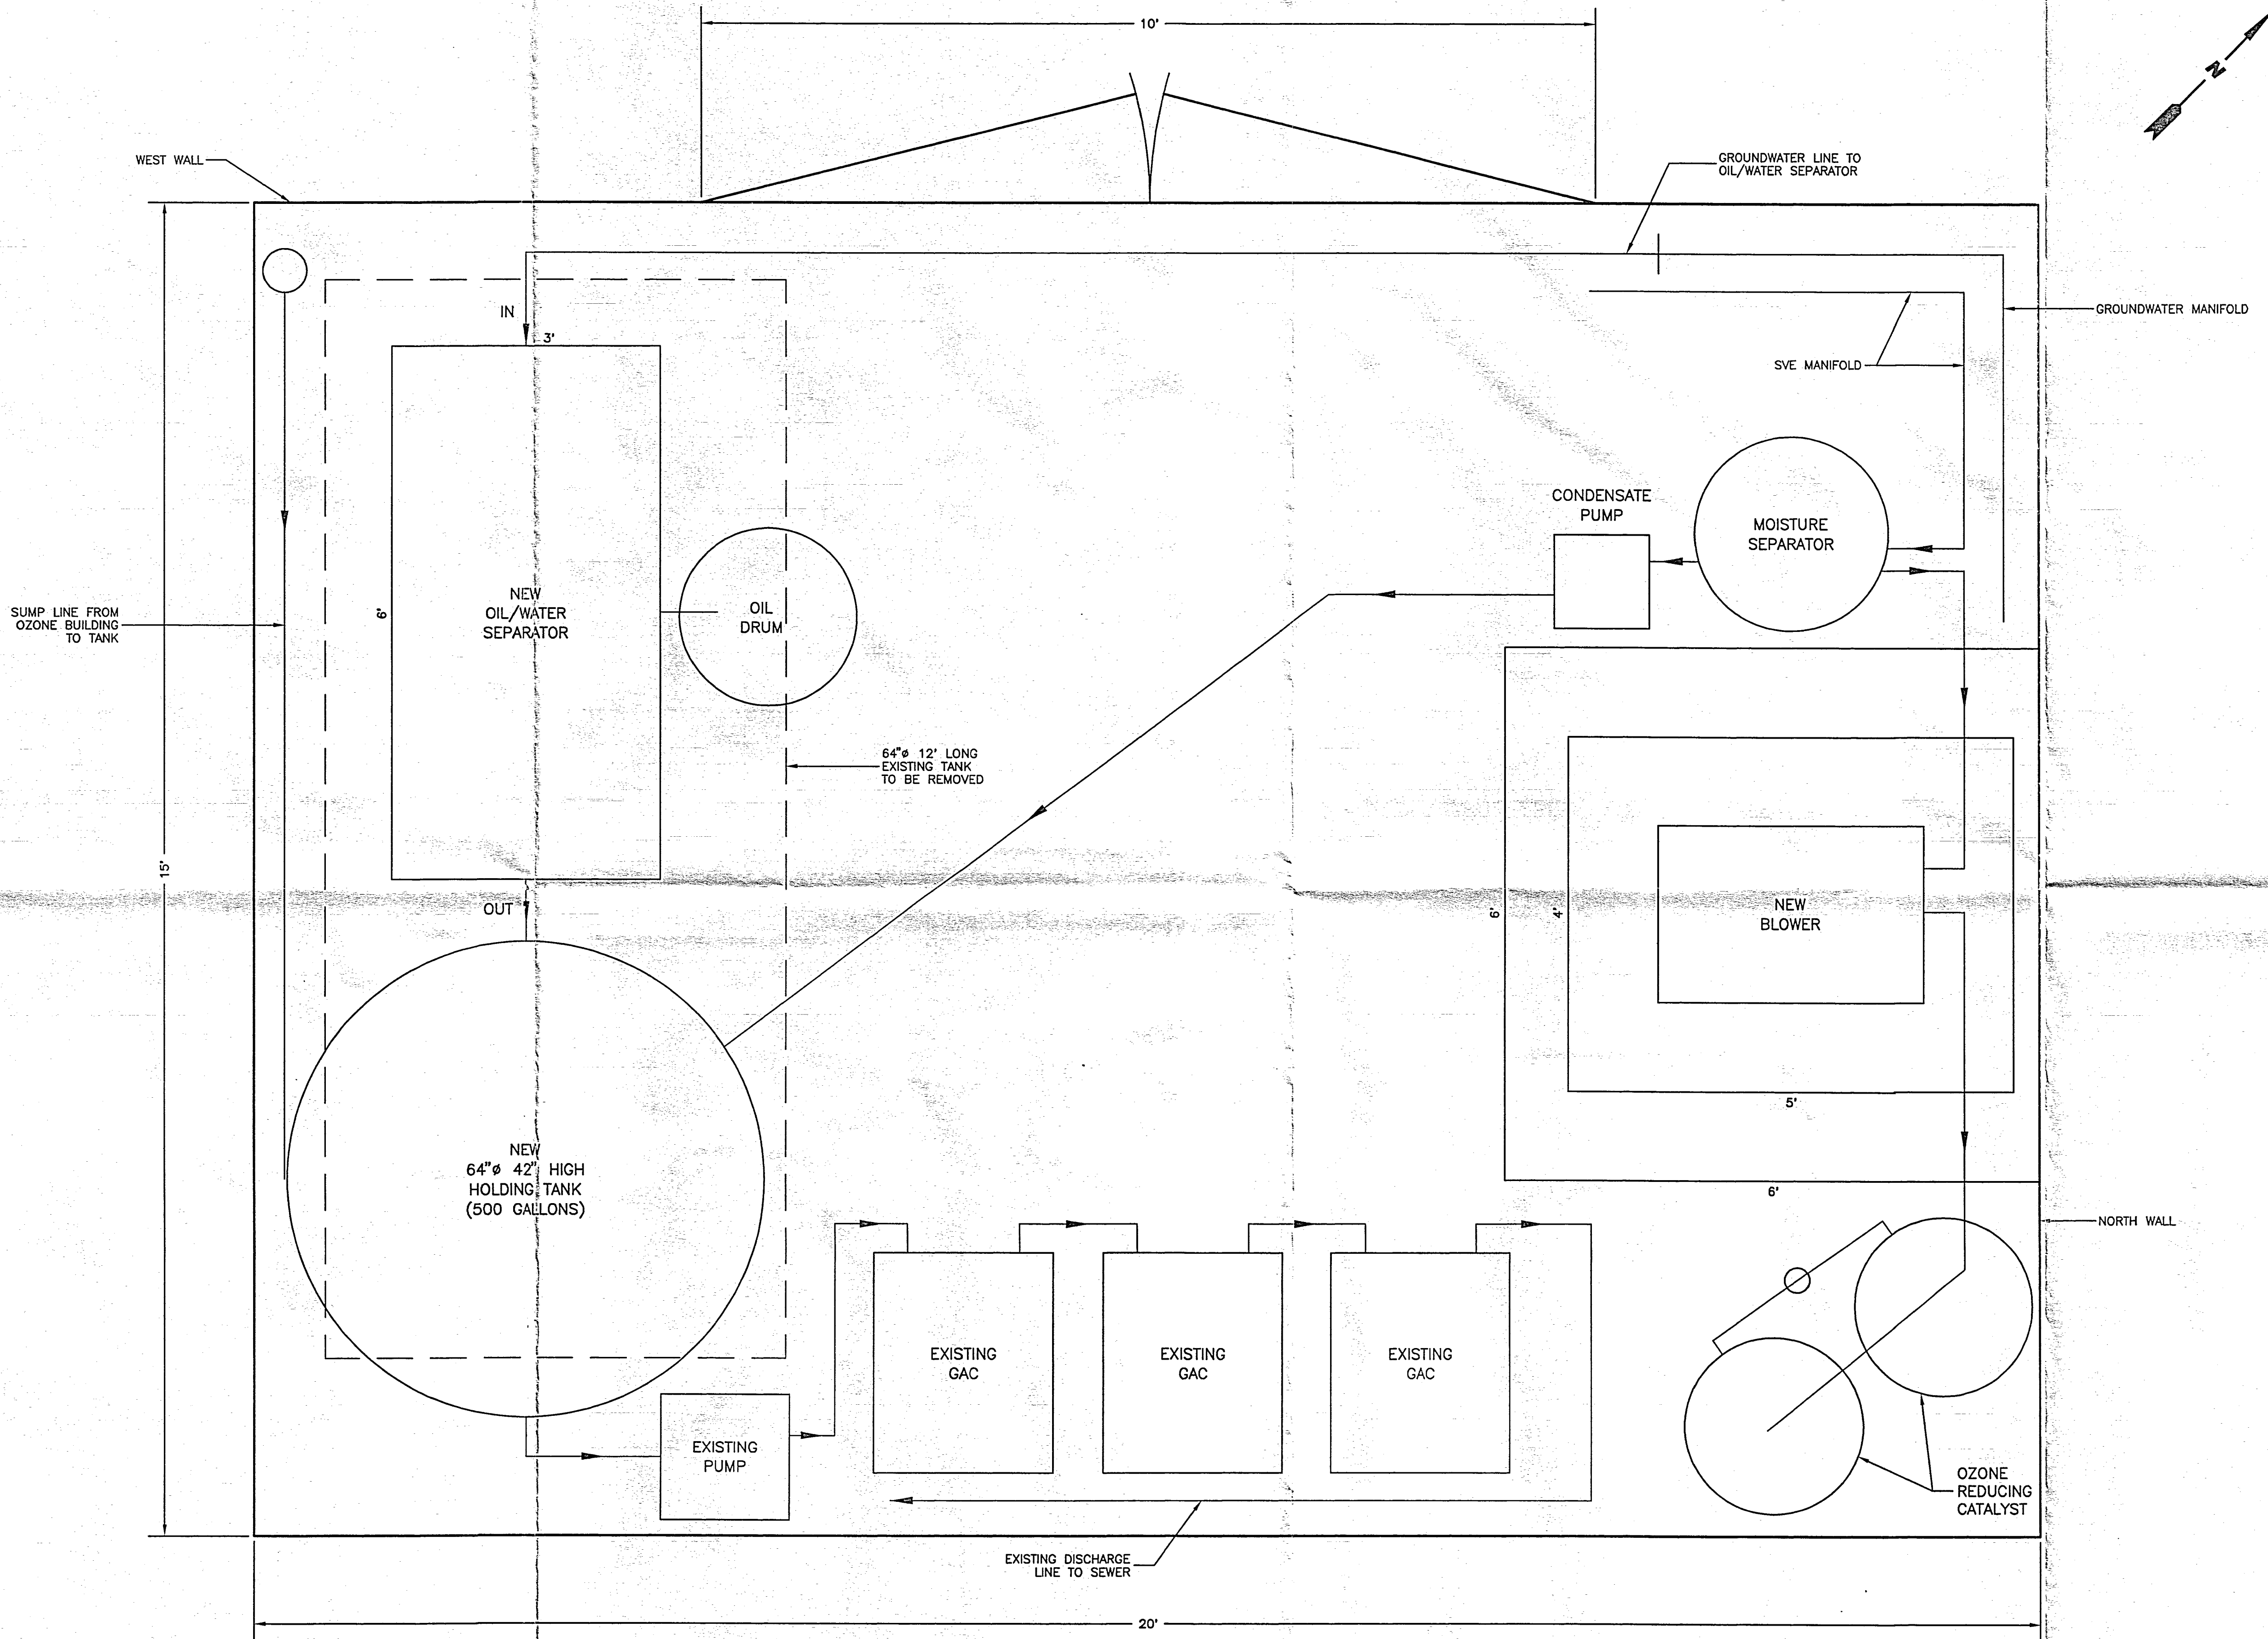 10'
N
WEST WALL
GROUNDWATER LINE TO
OIL/WATER SEPARATOR
IN
3'
GROUNDWATER MANIFOLD
SVE MANIFOLD
CONDENSATE
PUMP
MOISTURE
SEPARATOR
SUMP LINE FROM
OZONE BUILDING
TO TANK
6'
NEW
OIL/WATER
SEPARATOR
OIL
DRUM
64"ø 12' LONG
EXISTING TANK
TO BE REMOVED
15'
OUT
6'
4'
NEW
BLOWER
5'
6'
NEW
64"ø 42" HIGH
HOLDING TANK
(500 GALLONS)
NORTH WALL
EXISTING
GAC
EXISTING
GAC
EXISTING
GAC
EXISTING
PUMP
OZONE
REDUCING
CATALYST
EXISTING DISCHARGE
LINE TO SEWER
20'